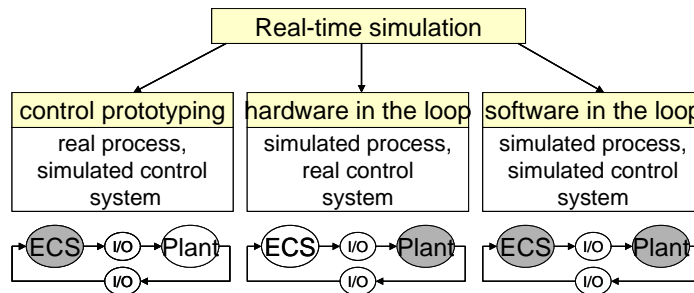 Real-time simulation
control prototyping
real process,
simulated control
system
hardware in the loop
simulated process,
real control
system
software in the loop
simulated process,
simulated control
system
ECS I/O Plant
I/O
ECS I/O Plant
I/O
ECS I/O Plant
I/O